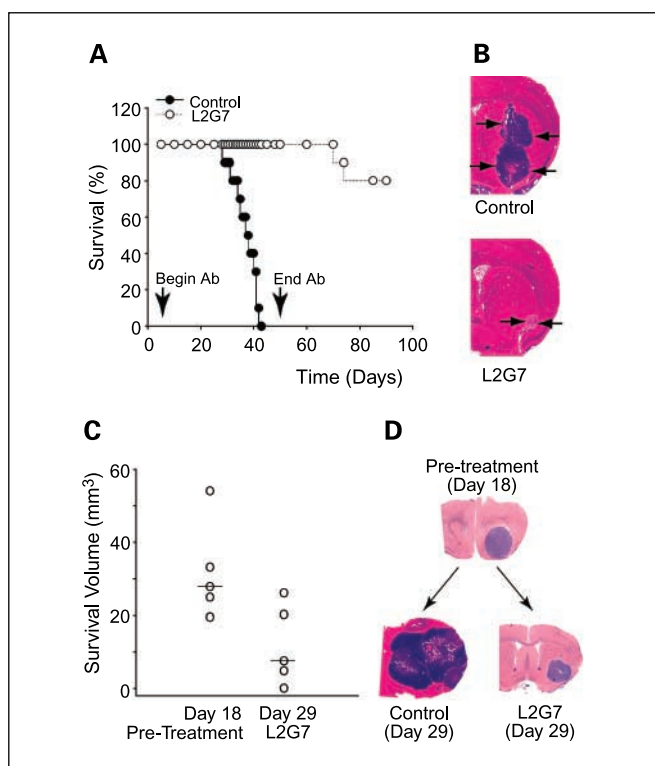 A
Control
L2G7
Survival (%)
120
100
80
60
40
20
0
Begin Ab
End Ab
0 20 40 60 80 100
Time (Days)
B
Control
L2G7
C
Survival Volume (mm³)
60
40
20
0
Day 18
Pre-Treatment
Day 29
L2G7
D
Pre-treatment
(Day 18)
Control
(Day 29)
L2G7
(Day 29)